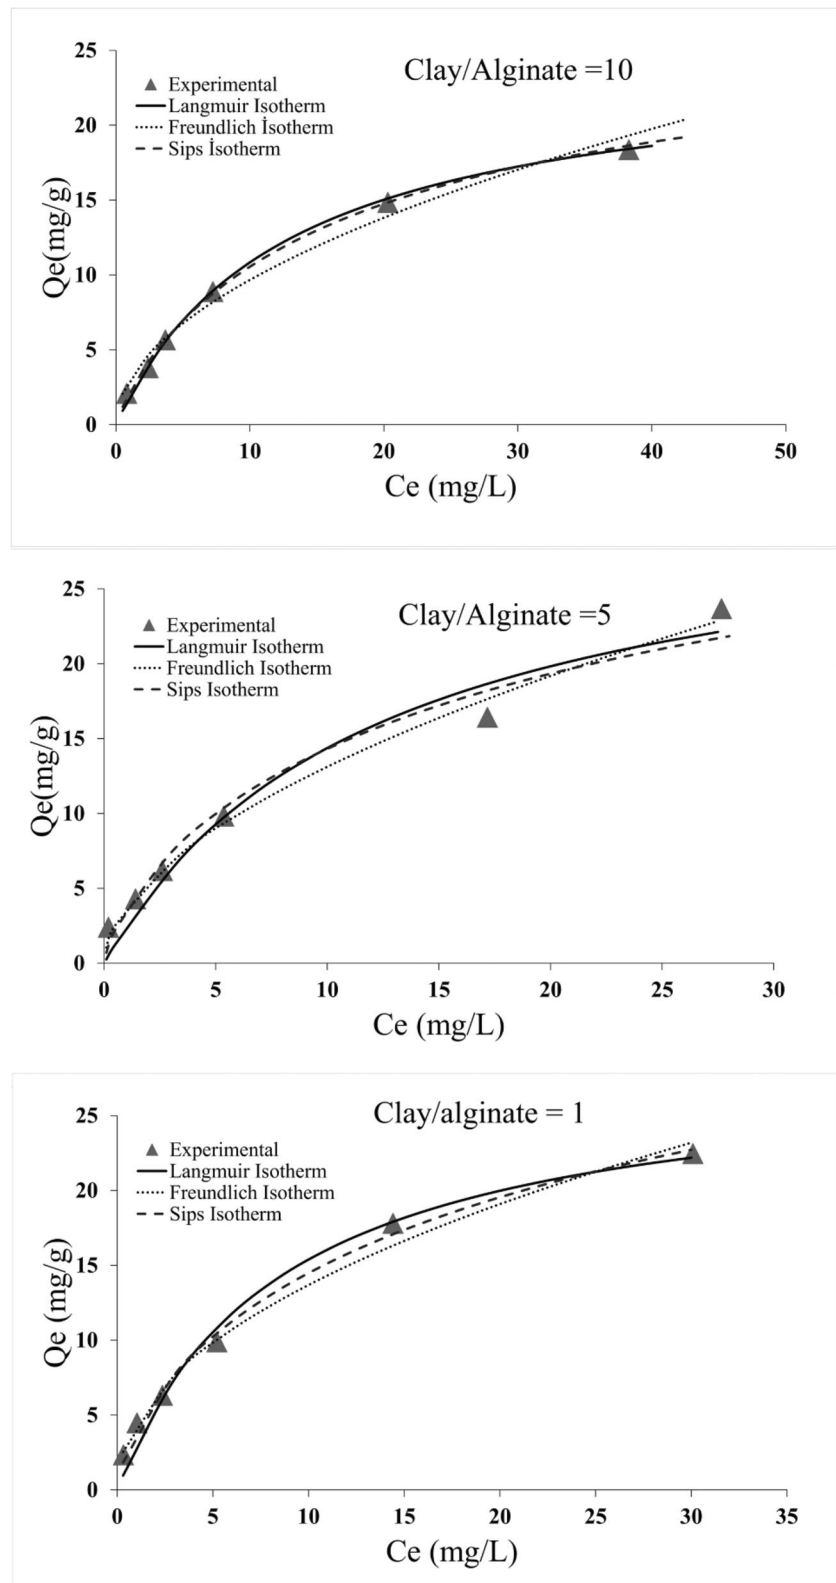 Clay/Alginate =10
Experimental
Langmuir Isotherm
Freundlich İsotherm
Sips İsotherm
Qe(mg/g)
25
20
15
10
5
0
0 10 20 30 40 50
Ce (mg/L)
Clay/Alginate =5
Experimental
Langmuir Isotherm
Freundlich Isotherm
Sips Isotherm
Qe(mg/g)
25
20
15
10
5
0
0 5 10 15 20 25 30
Ce (mg/L)
Clay/alginate = 1
Experimental
Langmuir Isotherm
Freundlich Isotherm
Sips Isotherm
Qe (mg/g)
25
20
15
10
5
0
0 5 10 15 20 25 30 35
Ce (mg/L)